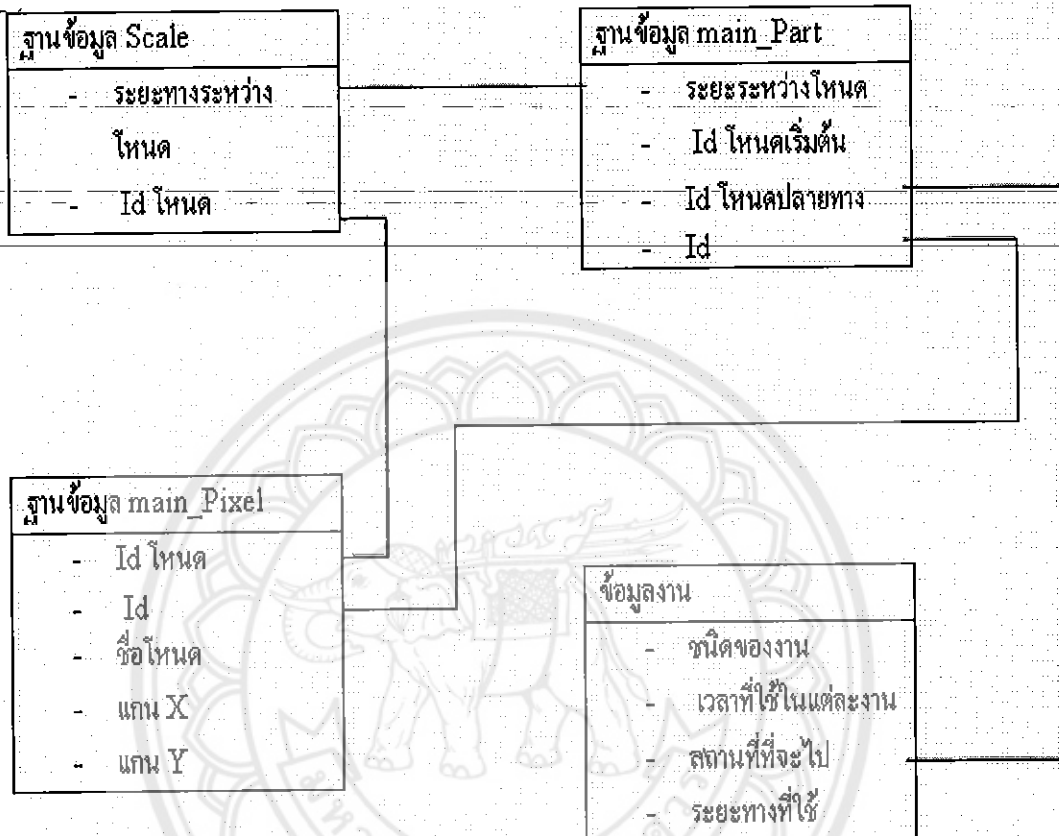 ฐานข้อมูล Scale
- ระยะทางระหว่าง
โหนด
- Id โหนด
ฐานข้อมูล main_Part
- ระยะระหว่างโหนด
- Id โหนดเริ่มต้น
- Id โหนดปลายทาง
- Id
ฐานข้อมูล main_Pixel
- Id โหนด
- Id
- ชื่อโหนด
- แกน X
- แกน Y
ข้อมูลงาน
- ชนิดของงาน
- เวลาที่ใช้ในแต่ละงาน
- สถานที่ที่จะไป
- ระยะทางที่ใช้